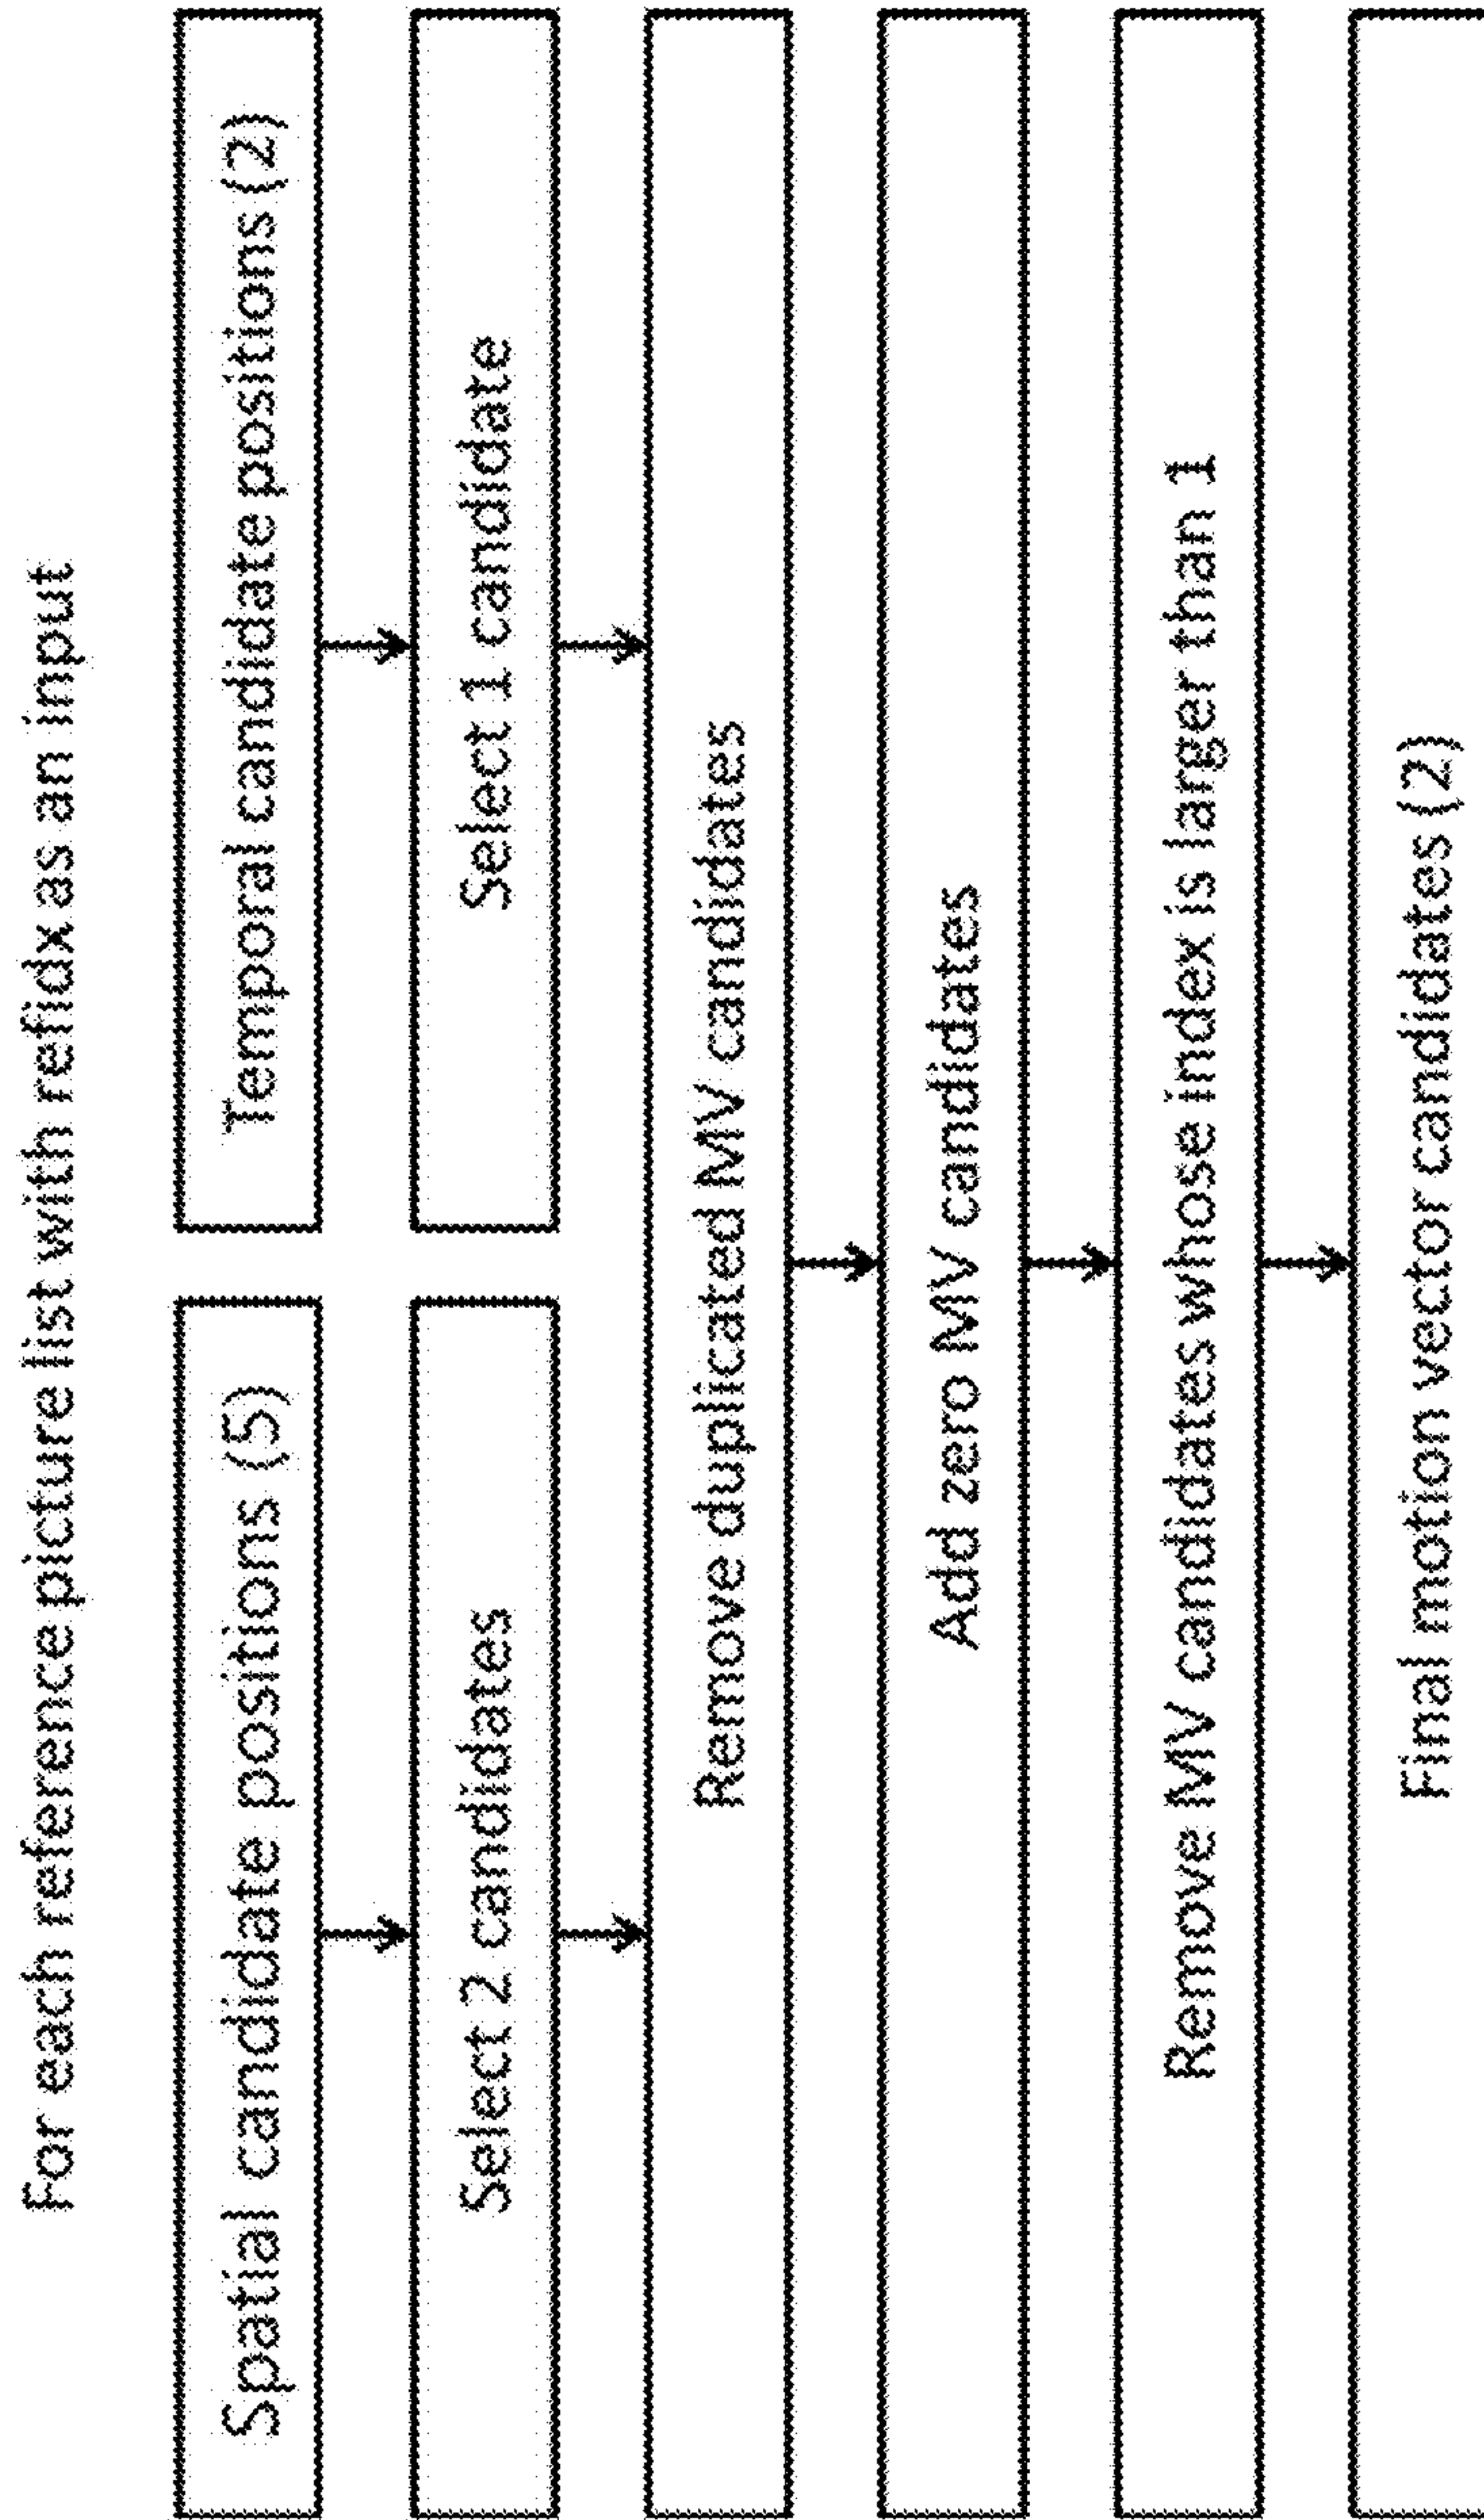 For each reference picture list with refidx as an input
Spatial candidate positions (5)
Temporal candidate positions (2)
Select 2 candidates
Select 1 candidate
Remove duplicated MV candidates
Add zero MV candidates
Remove MV candidates whose index is larger than 1
Final motion vector candidates (2)